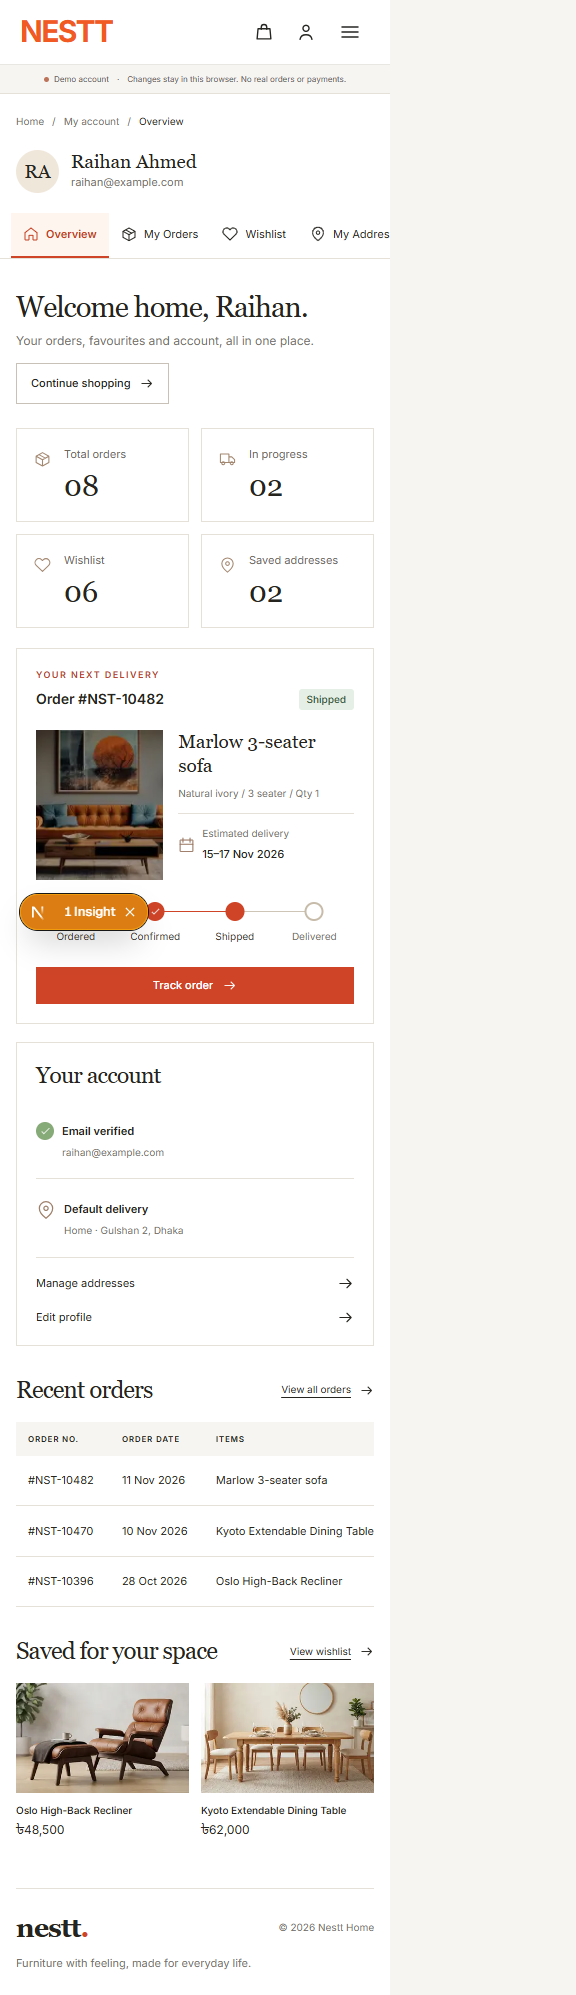 NESTT
Demo account · Changes stay in this browser. No real orders or payments.
Home / My account / Overview
RA
Raihan Ahmed
raihan@example.com
Overview My Orders Wishlist My Addres
Welcome home, Raihan.
Your orders, favourites and account, all in one place.
Continue shopping →
Total orders
08
In progress
02
Wishlist
06
Saved addresses
02
YOUR NEXT DELIVERY
Order #NST-10482
Shipped
Marlow 3-seater
sofa
Natural ivory / 3 seater / Qty 1
Estimated delivery
15–17 Nov 2026
N 1 Insight ×
Ordered Confirmed Shipped Delivered
Track order →
Your account
Email verified
raihan@example.com
Default delivery
Home · Gulshan 2, Dhaka
Manage addresses →
Edit profile →
Recent orders
View all orders →
ORDER NO. ORDER DATE ITEMS
#NST-10482 11 Nov 2026 Marlow 3-seater sofa
#NST-10470 10 Nov 2026 Kyoto Extendable Dining Table
#NST-10396 28 Oct 2026 Oslo High-Back Recliner
Saved for your space
View wishlist →
Oslo High-Back Recliner
৳48,500
Kyoto Extendable Dining Table
৳62,000
nestt.
© 2026 Nestt Home
Furniture with feeling, made for everyday life.